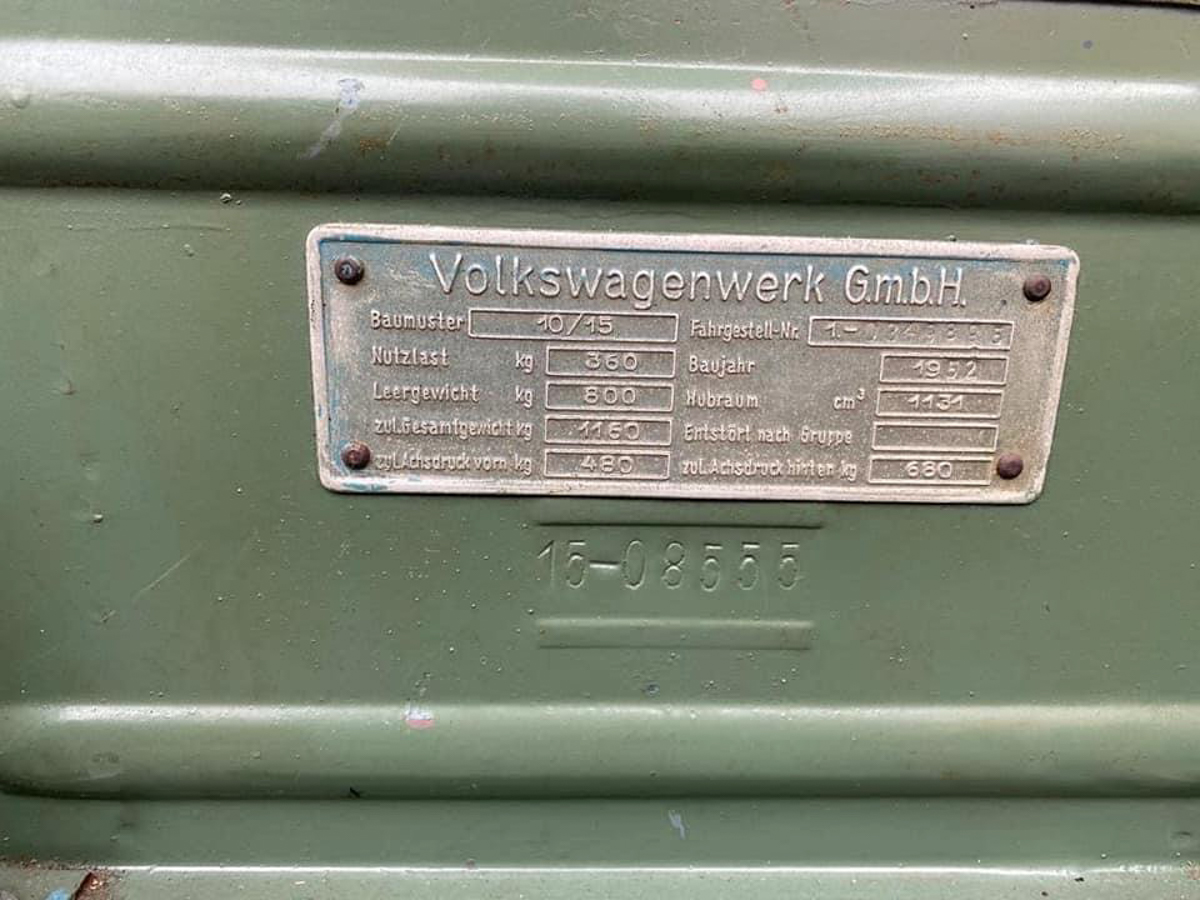 Volkswagenwerk G.m.b.H.
Baumuster 10/15 Fahrgestell-Nr. 1.-
Nutzlast kg 360 Baujahr 1952
Leergewicht kg 800 Hubraum cm³ 1131
zul. Gesamtgewicht kg 1160 Entstört nach Gruppe
zul. Achsdruck vorn kg 480 zul. Achsdruck hinten kg 680
15-08555